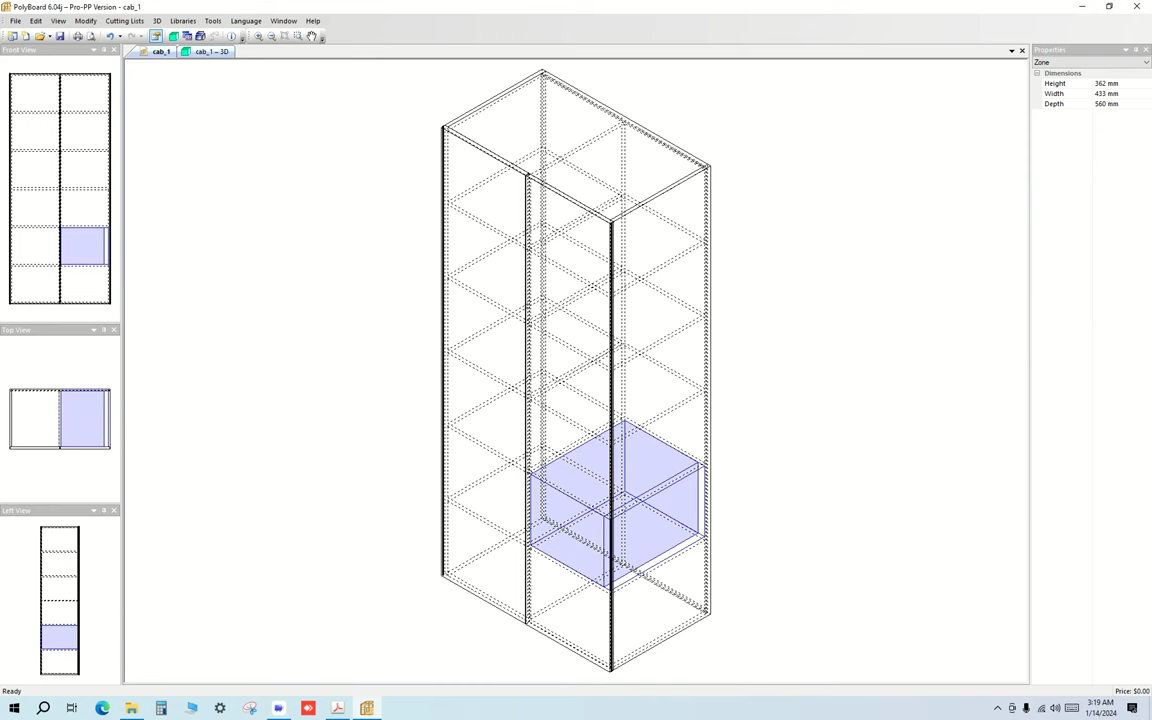 PolyBoard 6.04j - Pro-PP Version - cab_1
File Edit View Modify Cutting Lists 3D Libraries Tools Language Window Help
Front View
cab_1
cab_1 – 3D
Properties
Zone
Dimensions
Height 362 mm
Width 433 mm
Depth 560 mm
Top View
Left View
Ready
Price: $0.00
3:19 AM
1/14/2024